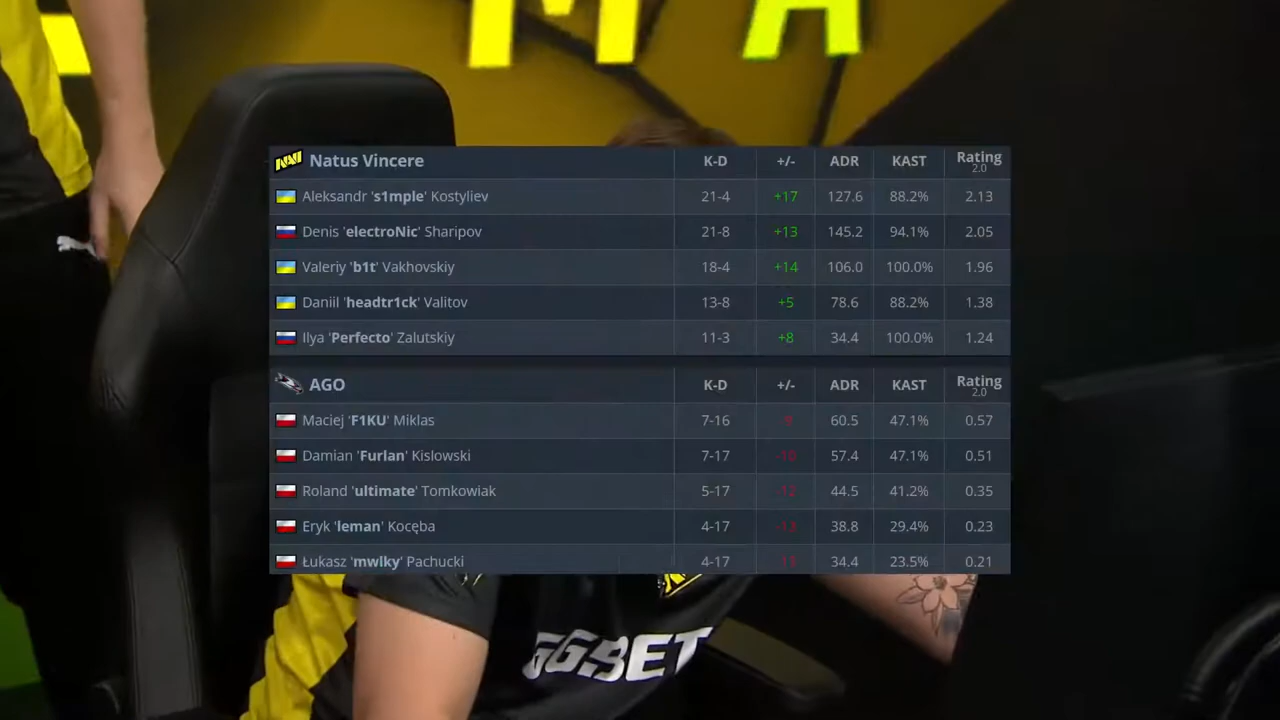 M A
Natus Vincere K-D +/- ADR KAST Rating 2.0
Aleksandr 's1mple' Kostyliev 21-4 +17 127.6 88.2% 2.13
Denis 'electroNic' Sharipov 21-8 +13 145.2 94.1% 2.05
Valeriy 'b1t' Vakhovskiy 18-4 +14 106.0 100.0% 1.96
Daniil 'headtr1ck' Valitov 13-8 +5 78.6 88.2% 1.38
Ilya 'Perfecto' Zalutskiy 11-3 +8 34.4 100.0% 1.24
AGO K-D +/- ADR KAST Rating 2.0
Maciej 'F1KU' Miklas 7-16 -9 60.5 47.1% 0.57
Damian 'Furlan' Kislowski 7-17 -10 57.4 47.1% 0.51
Roland 'ultimate' Tomkowiak 5-17 -12 44.5 41.2% 0.35
Eryk 'leman' Kocęba 4-17 -13 38.8 29.4% 0.23
Łukasz 'mwlky' Pachucki 4-17 -13 34.4 23.5% 0.21
GGBET